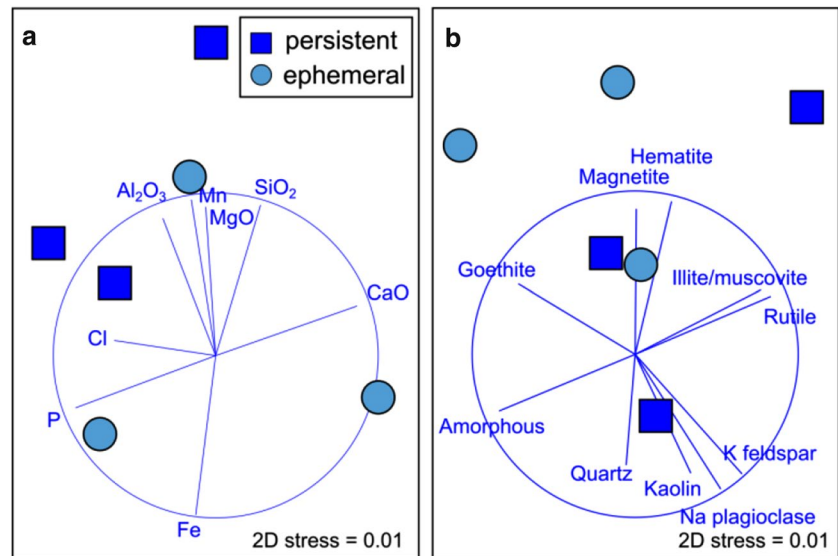 a
persistent
ephemeral
Al₂O₃
Mn
SiO₂
MgO
CaO
Cl
P
Fe
2D stress = 0.01
b
Hematite
Magnetite
Goethite
Illite/muscovite
Rutile
Amorphous
K feldspar
Quartz
Kaolin
Na plagioclase
2D stress = 0.01